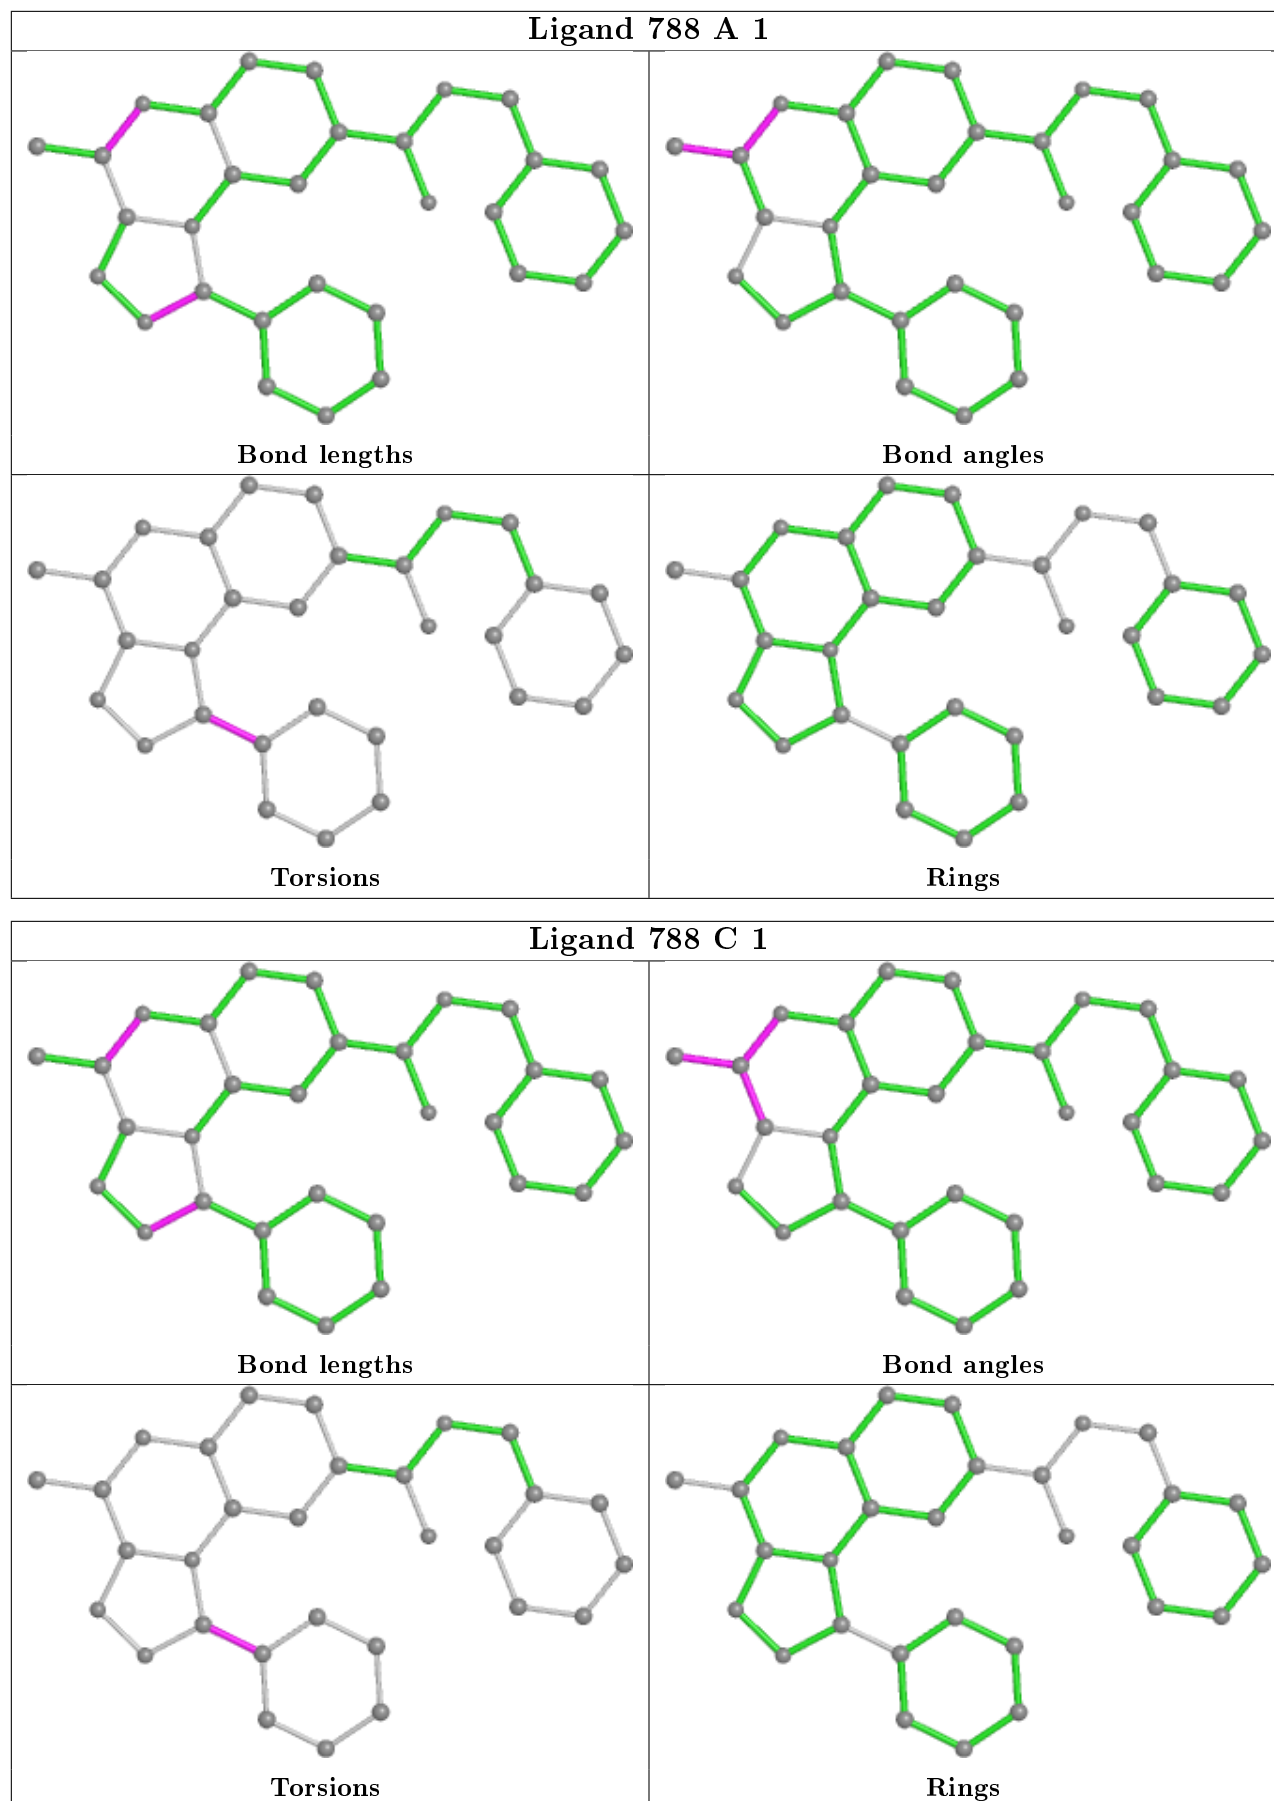 Ligand 788 A 1
Bond lengths
Bond angles
Torsions
Rings
Ligand 788 C 1
Bond lengths
Bond angles
Torsions
Rings